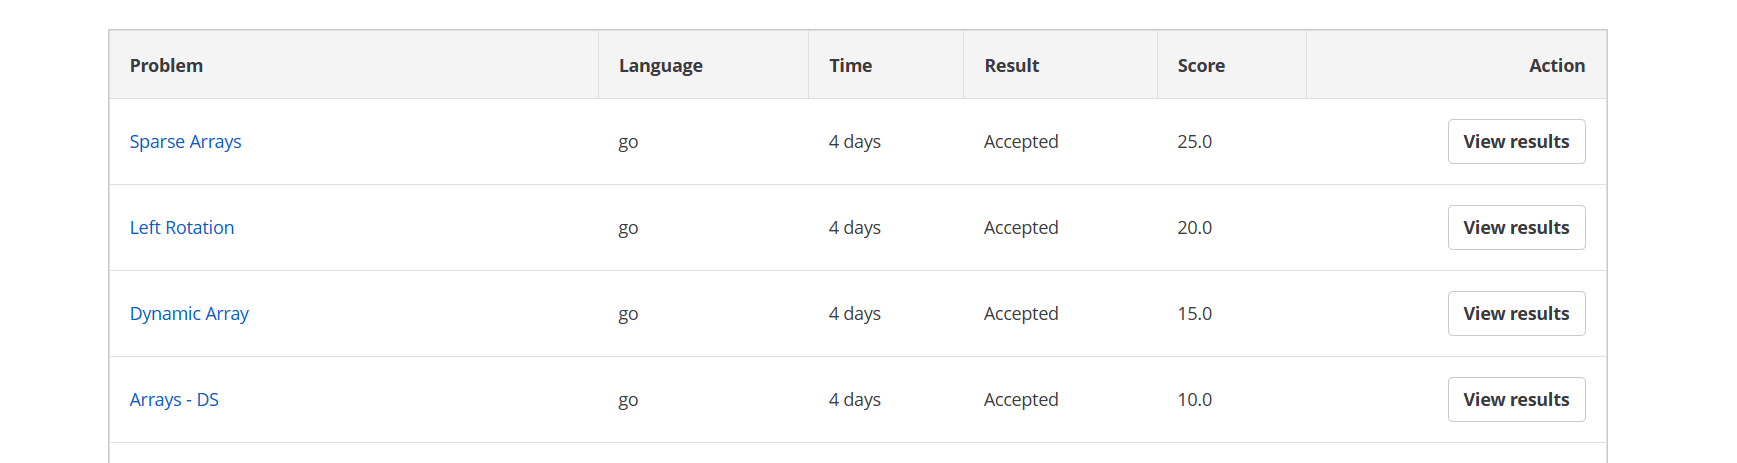 Problem Language Time Result Score Action
Sparse Arrays go 4 days Accepted 25.0 View results
Left Rotation go 4 days Accepted 20.0 View results
Dynamic Array go 4 days Accepted 15.0 View results
Arrays - DS go 4 days Accepted 10.0 View results